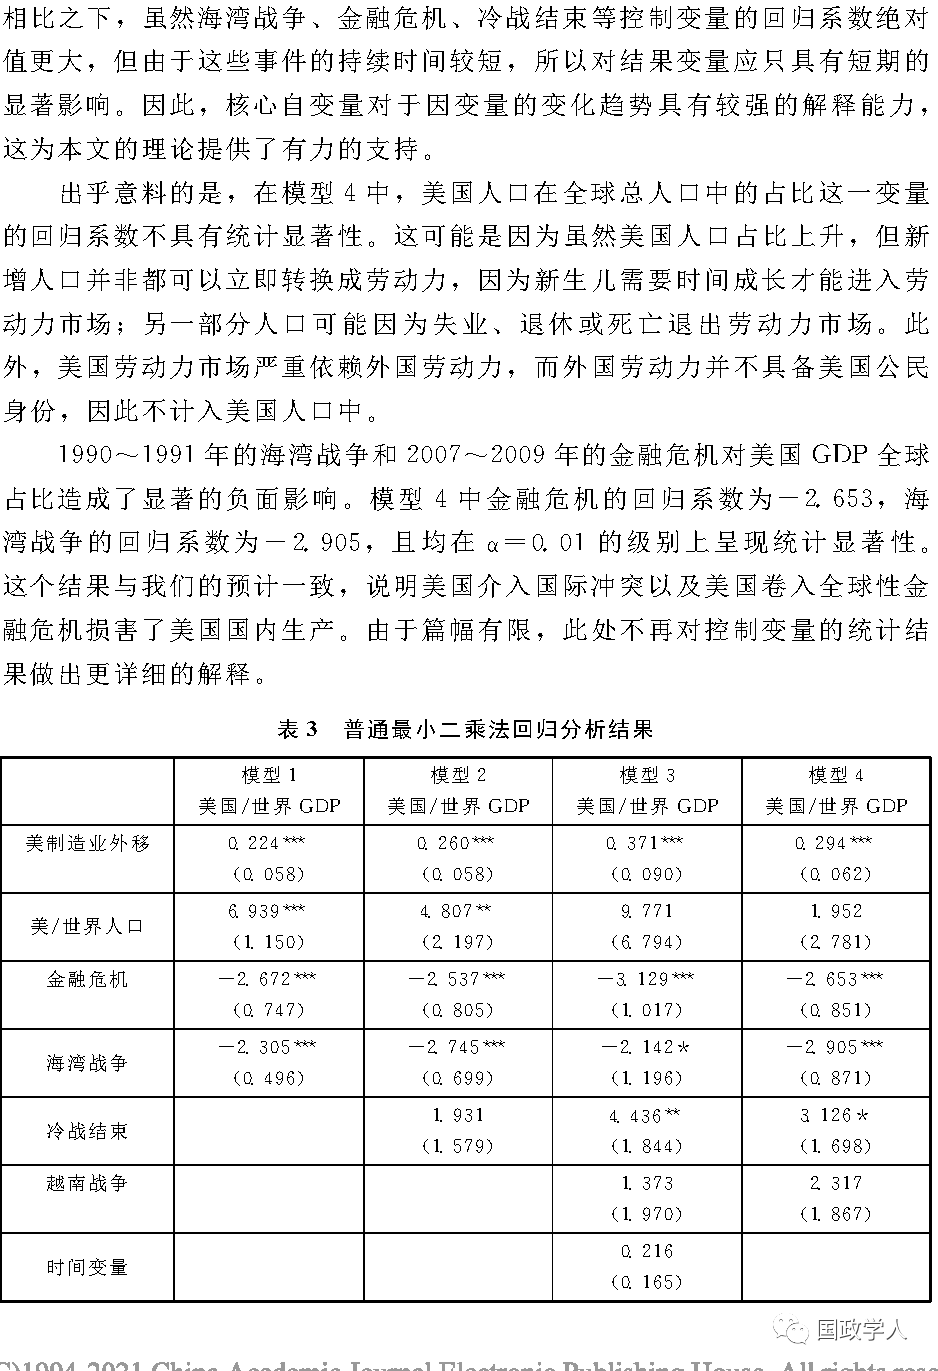 相比之下，虽然海湾战争、金融危机、冷战结束等控制变量的回归系数绝对
值更大，但由于这些事件的持续时间较短，所以对结果变量应只具有短期的
显著影响。因此，核心自变量对于因变量的变化趋势具有较强的解释能力，
这为本文的理论提供了有力的支持。
出乎意料的是，在模型 4 中，美国人口在全球总人口中的占比这一变量
的回归系数不具有统计显著性。这可能是因为虽然美国人口占比上升，但新
增人口并非都可以立即转换成劳动力，因为新生儿需要时间成长才能进入劳
动力市场；另一部分人口可能因为失业、退休或死亡退出劳动力市场。此
外，美国劳动力市场严重依赖外国劳动力，而外国劳动力并不具备美国公民
身份，因此不计入美国人口中。
1990～1991 年的海湾战争和 2007～2009 年的金融危机对美国 GDP 全球
占比造成了显著的负面影响。模型 4 中金融危机的回归系数为－2.653，海
湾战争的回归系数为－2.905，且均在 α＝0.01 的级别上呈现统计显著性。
这个结果与我们的预计一致，说明美国介入国际冲突以及美国卷入全球性金
融危机损害了美国国内生产。由于篇幅有限，此处不再对控制变量的统计结
果做出更详细的解释。
表 3 普通最小二乘法回归分析结果
模型 1 模型 2 模型 3 模型 4
美国/世界 GDP 美国/世界 GDP 美国/世界 GDP 美国/世界 GDP
美制造业外移 0.224*** 0.260*** 0.371*** 0.294***
(0.058) (0.058) (0.090) (0.062)
美/世界人口 6.939*** 4.807** 9.771 1.952
(1.150) (2.197) (6.794) (2.781)
金融危机 －2.672*** －2.537*** －3.129*** －2.653***
(0.747) (0.805) (1.017) (0.851)
海湾战争 －2.305*** －2.745*** －2.142* －2.905***
(0.496) (0.699) (1.196) (0.871)
冷战结束 1.931 4.436** 3.126*
(1.579) (1.844) (1.698)
越南战争 1.373 2.317
(1.970) (1.867)
时间变量 0.216
(0.165)
国政学人
C)1994-2021 China Academic Journal Electronic Publishing House. All rights rese